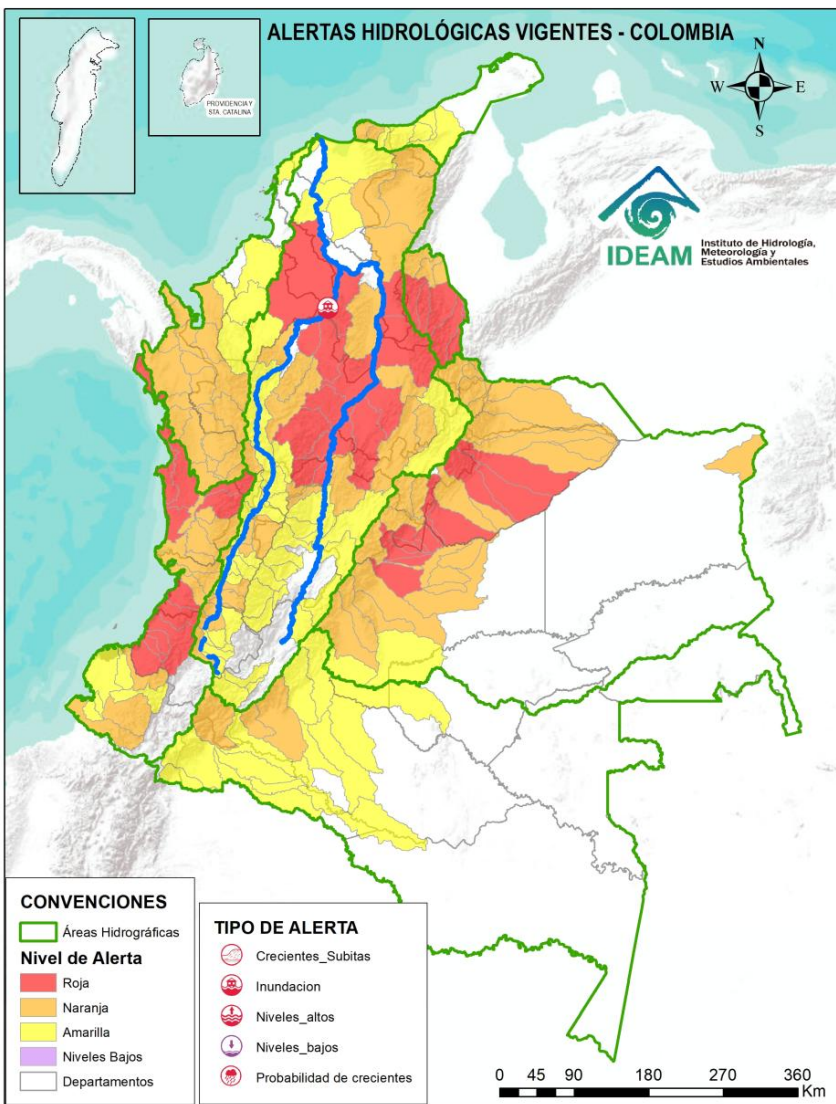 ALERTAS HIDROLÓGICAS VIGENTES - COLOMBIA
PROVIDENCIA Y
STA. CATALINA
N
W
E
S
IDEAM
Instituto de Hidrología,
Meteorología y
Estudios Ambientales
CONVENCIONES
Áreas Hidrográficas
Nivel de Alerta
Roja
Naranja
Amarilla
Niveles Bajos
Departamentos
TIPO DE ALERTA
Crecientes_Subitas
Inundacion
Niveles_altos
Niveles_bajos
Probabilidad de crecientes
0 45 90 180 270 360
Km